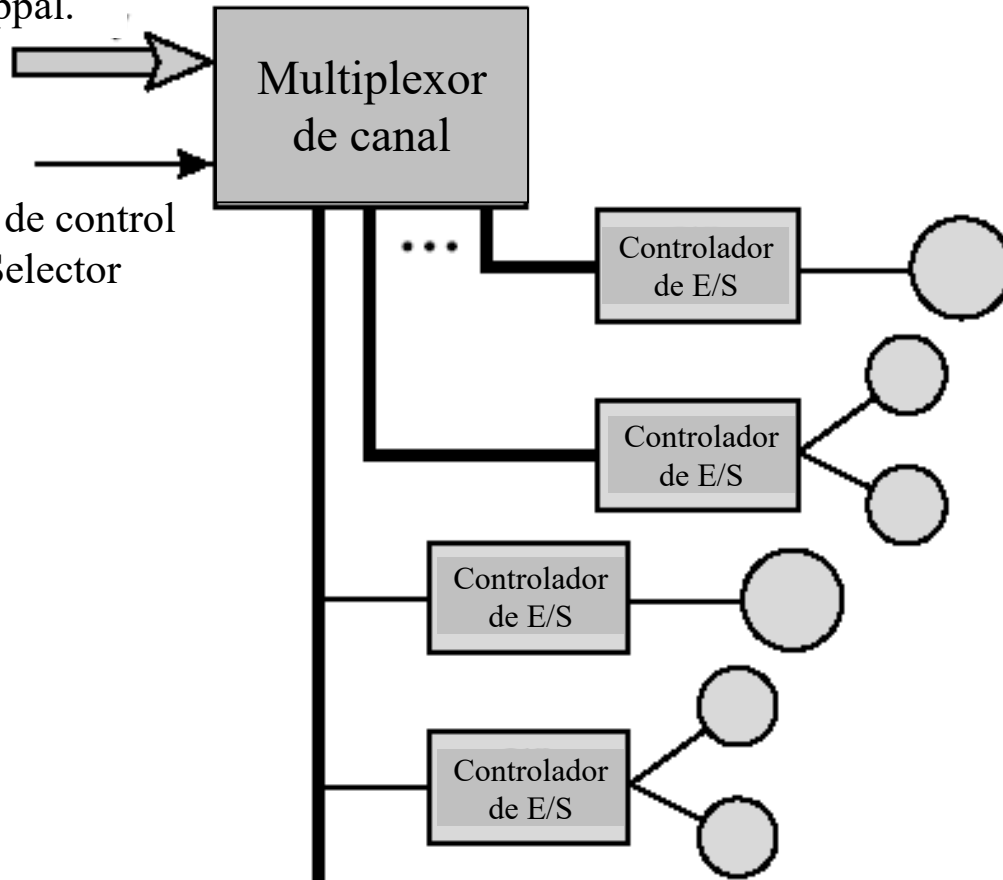 ppal.
Multiplexor
de canal
de control
Selector
Controlador
de E/S
Controlador
de E/S
Controlador
de E/S
Controlador
de E/S